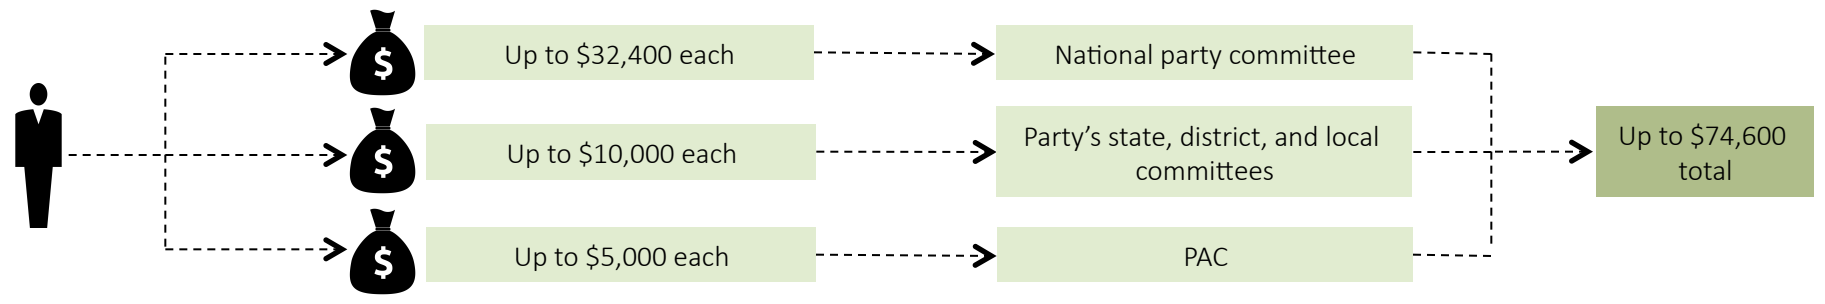 $
Up to $32,400 each
National party committee
$
Up to $10,000 each
Party’s state, district, and local
committees
Up to $74,600
total
$
Up to $5,000 each
PAC